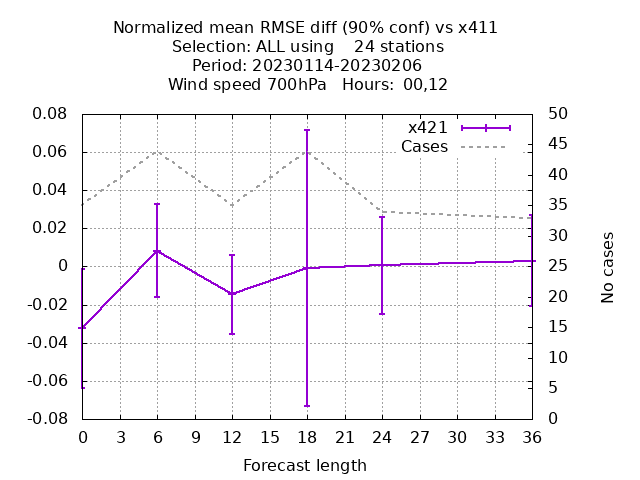 Normalized mean RMSE diff (90% conf) vs x411
Selection: ALL using    24 stations
Period: 20230114-20230206
Wind speed 700hPa   Hours:  00,12
0.08
0.06
0.04
0.02
0
-0.02
-0.04
-0.06
-0.08
x421
Cases
50
45
40
35
30
25
20
15
10
5
0
No cases
0 3 6 9 12 15 18 21 24 27 30 33 36
Forecast length